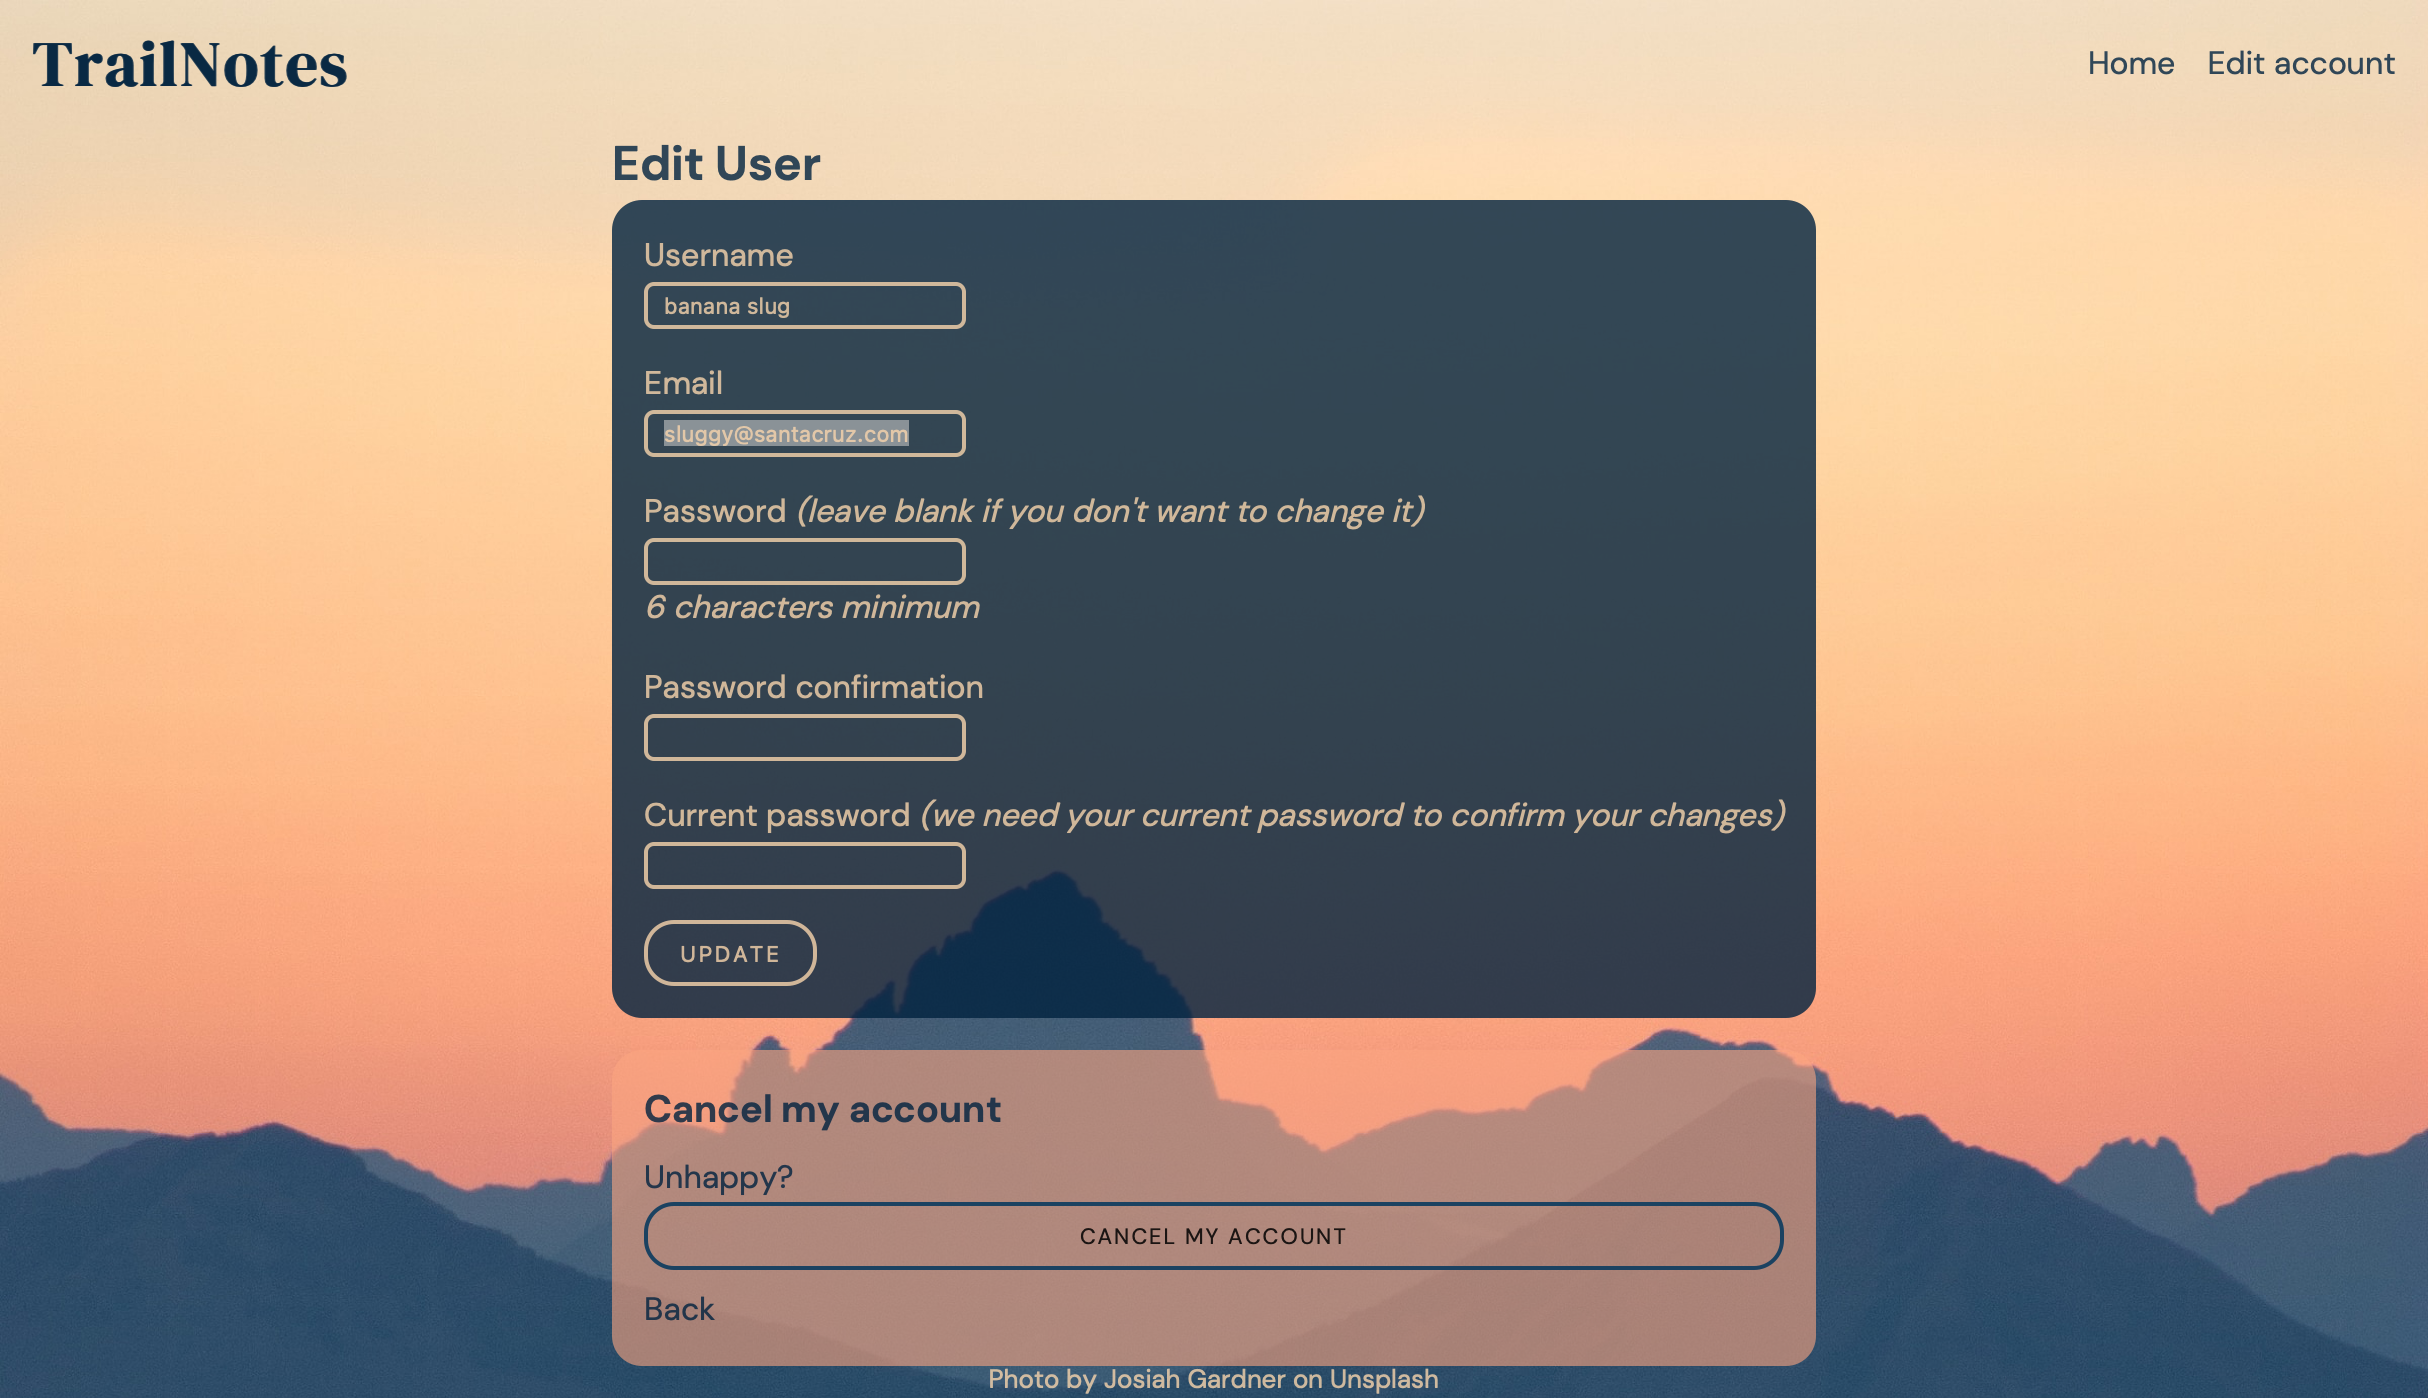 TrailNotes
Home Edit account
Edit User
Username
banana slug
Email
sluggy@santacruz.com
Password (leave blank if you don't want to change it)
6 characters minimum
Password confirmation
Current password (we need your current password to confirm your changes)
UPDATE
Cancel my account
Unhappy?
CANCEL MY ACCOUNT
Back
Photo by Josiah Gardner on Unsplash